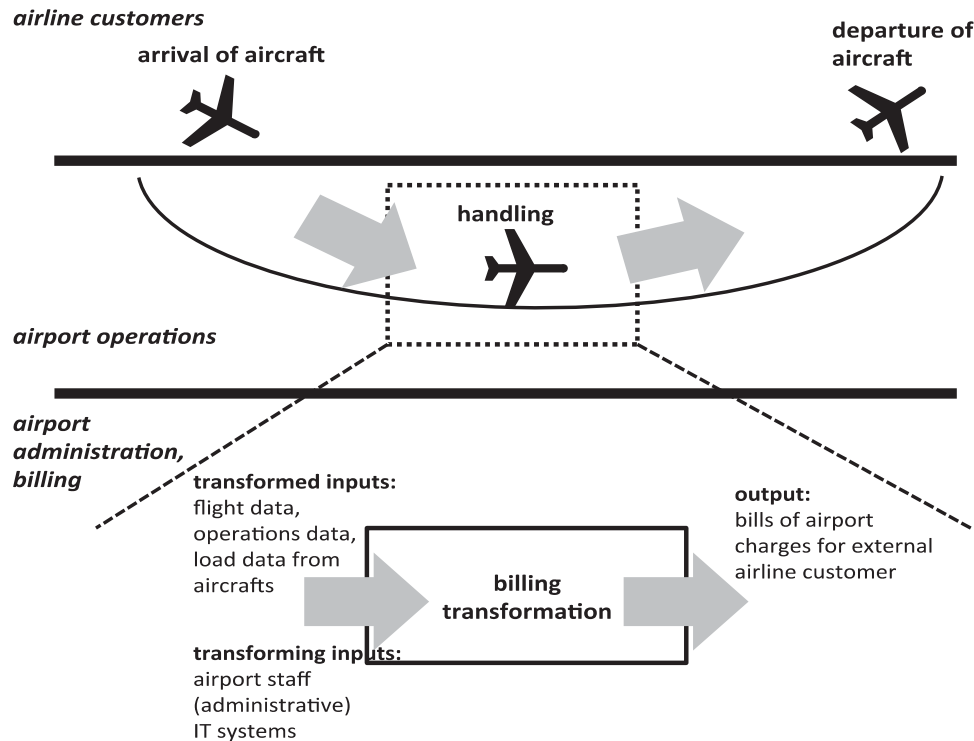 airline customers
arrival of aircraft
departure of
aircraft
handling
airport operations
airport
administration,
billing
transformed inputs:
flight data,
operations data,
load data from
aircrafts
billing
transformation
output:
bills of airport
charges for external
airline customer
transforming inputs:
airport staff
(administrative)
IT systems